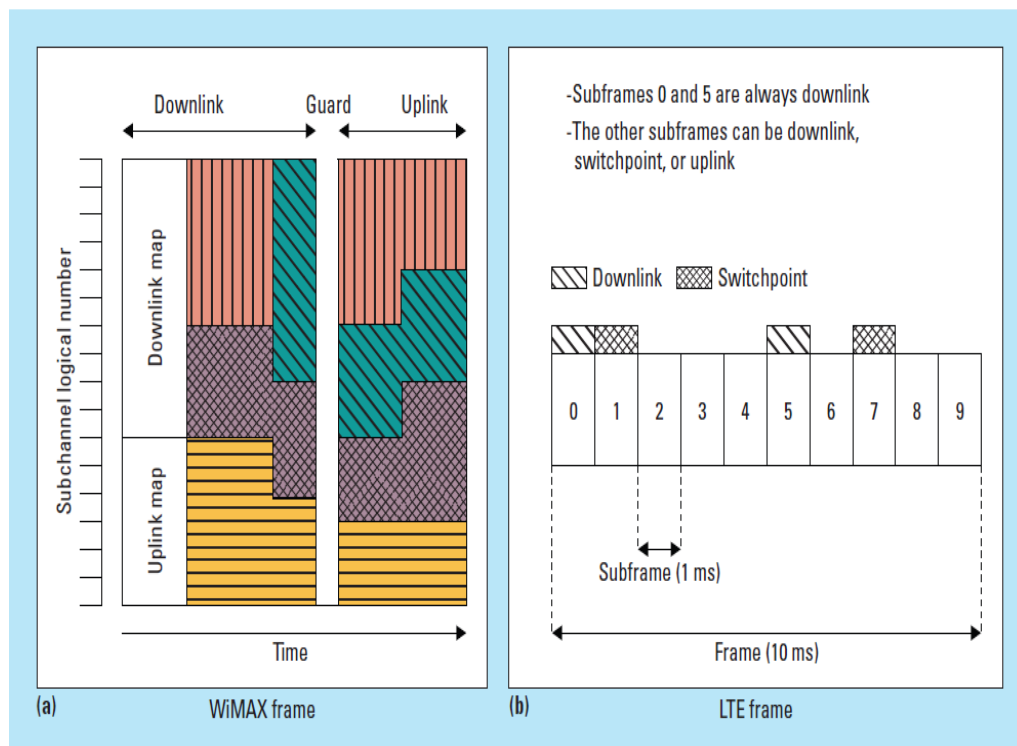 Downlink
Guard
Uplink
Subchannel logical number
Downlink map
Uplink map
Time
(a)
WiMAX frame
-Subframes 0 and 5 are always downlink
-The other subframes can be downlink,
switchpoint, or uplink
Downlink
Switchpoint
0 1 2 3 4 5 6 7 8 9
Subframe (1 ms)
Frame (10 ms)
(b)
LTE frame